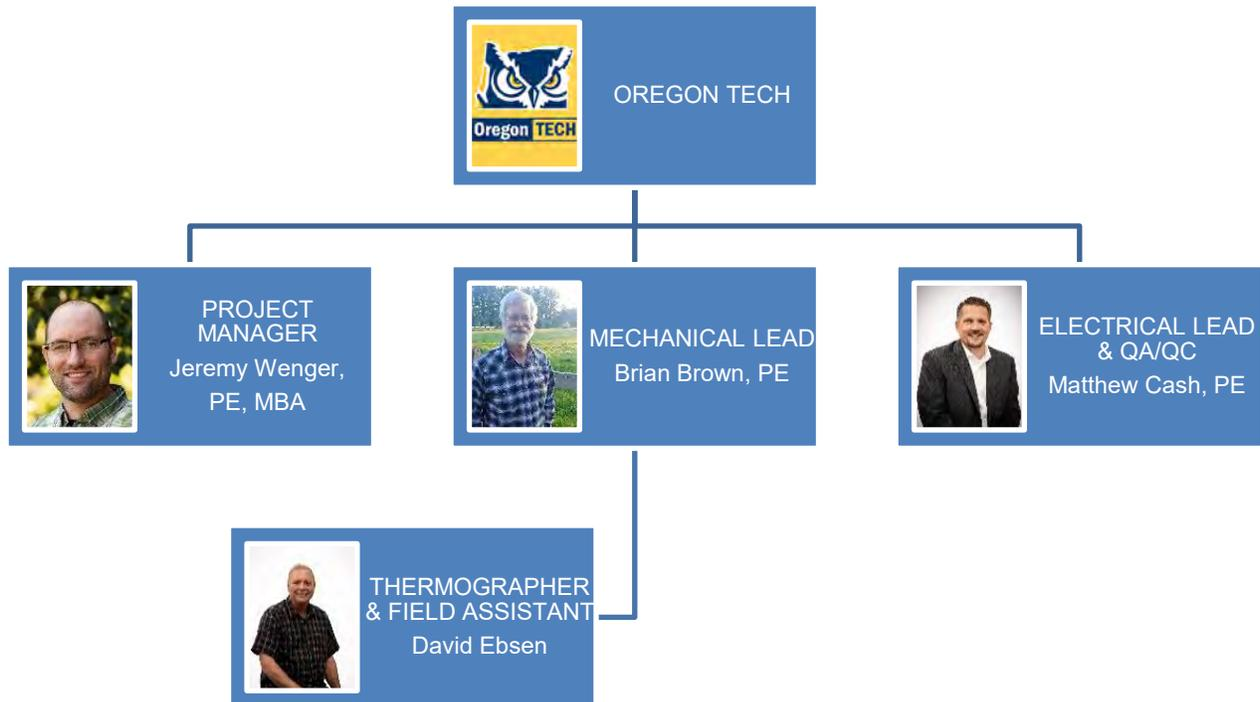 Oregon TECH
OREGON TECH
PROJECT
MANAGER
Jeremy Wenger,
PE, MBA
MECHANICAL LEAD
Brian Brown, PE
ELECTRICAL LEAD
& QA/QC
Matthew Cash, PE
THERMOGRAPHER
& FIELD ASSISTANT
David Ebsen